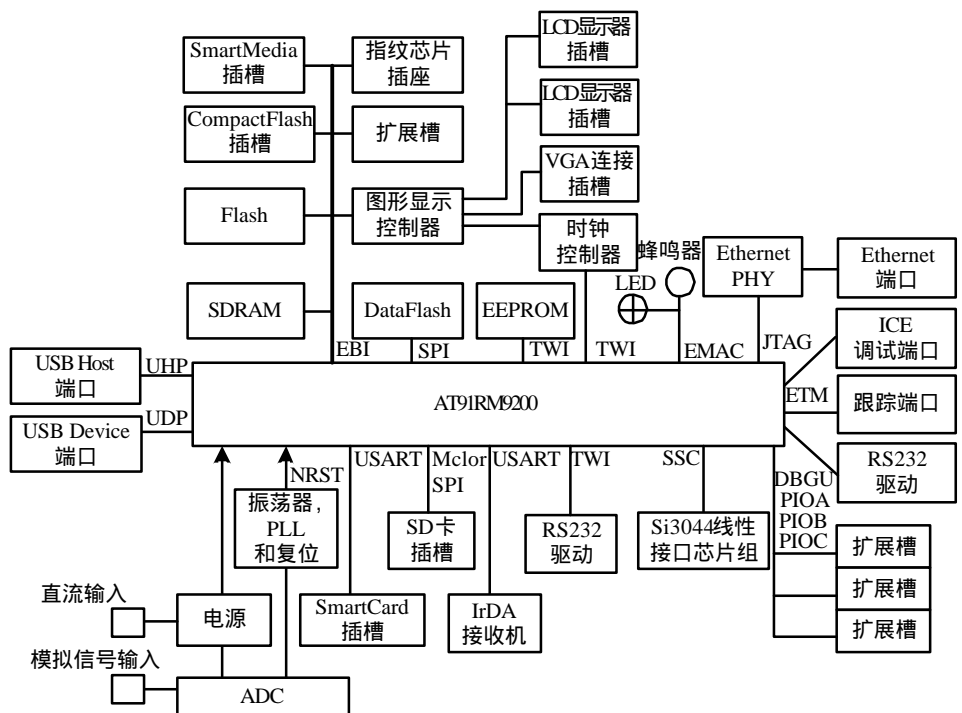 SmartMedia
插槽
指纹芯片
插座
LCD显示器
插槽
CompactFlash
插槽
扩展槽
LCD显示器
插槽
Flash
图形显示
控制器
VGA连接
插槽
时钟
控制器
蜂鸣器
LED
Ethernet
PHY
Ethernet
端口
SDRAM
DataFlash
EEPROM
ICE
调试端口
EBI
SPI
TWI
TWI
EMAC
JTAG
USB Host
端口
UHP
AT91RM9200
ETM
跟踪端口
USB Device
端口
UDP
RS232
驱动
NRST
USART
Mclor
SPI
USART
TWI
SSC
DBGU
PIOA
PIOB
PIOC
振荡器，
PLL
和复位
SD卡
插槽
RS232
驱动
Si3044线性
接口芯片组
扩展槽
扩展槽
扩展槽
直流输入
电源
SmartCard
插槽
IrDA
接收机
模拟信号输入
ADC